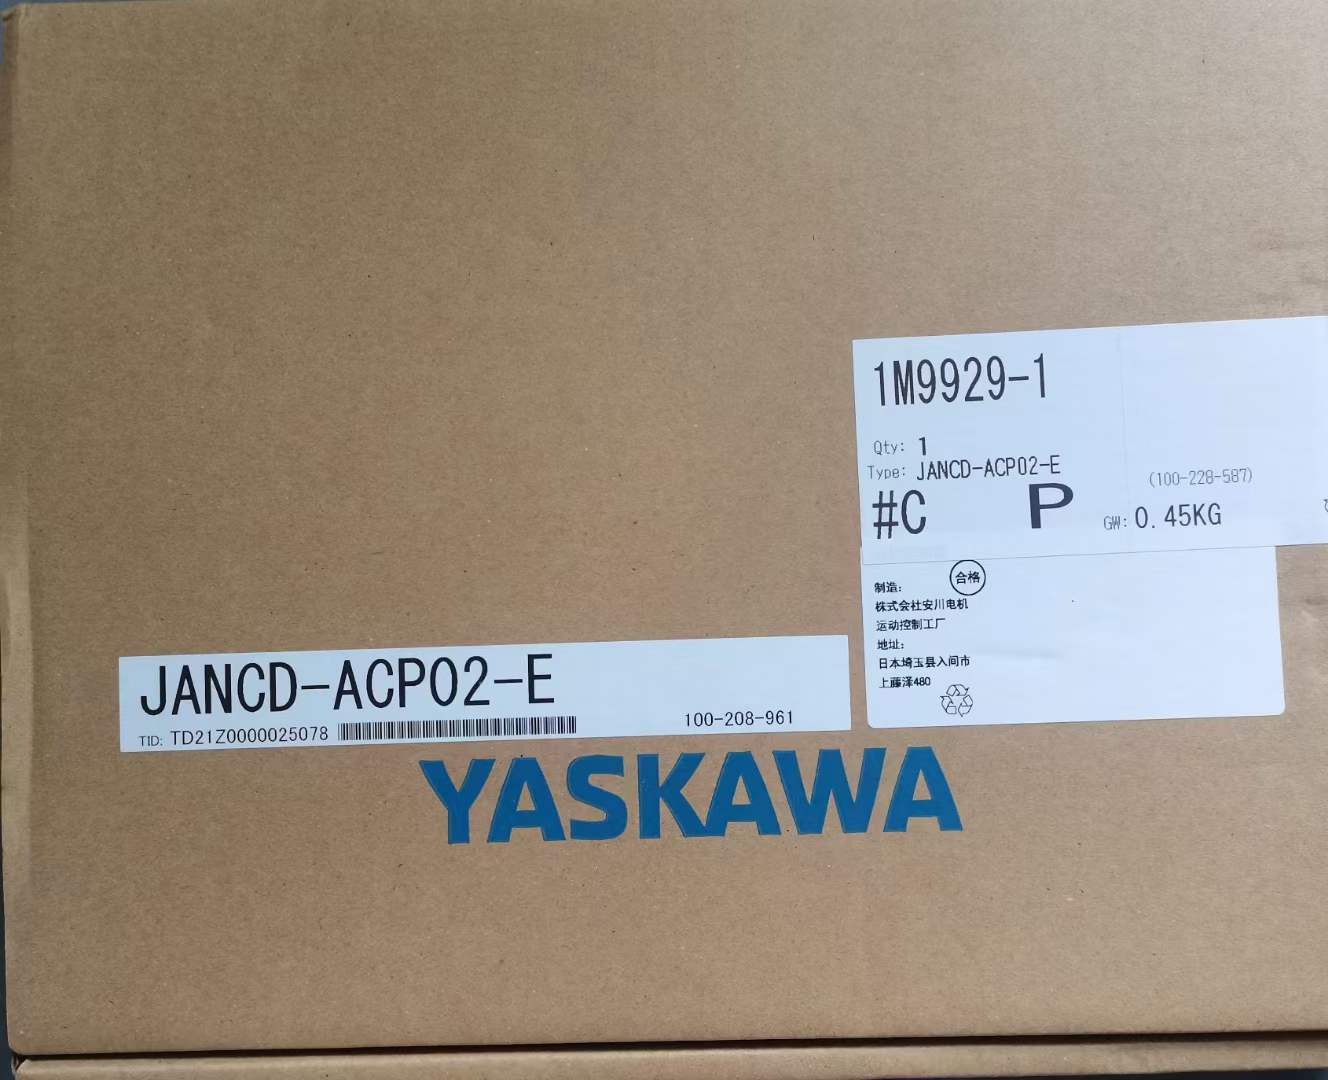 1M9929-1
Qty: 1
Type: JANCD-ACP02-E
(100-228-587)
#C P GW: 0.45KG
制造: 合格
株式会社安川电机
运动控制工厂
地址:
日本埼玉县入间市
上藤泽480
JANCD-ACP02-E
TID: TD21Z0000025078 100-208-961
YASKAWA